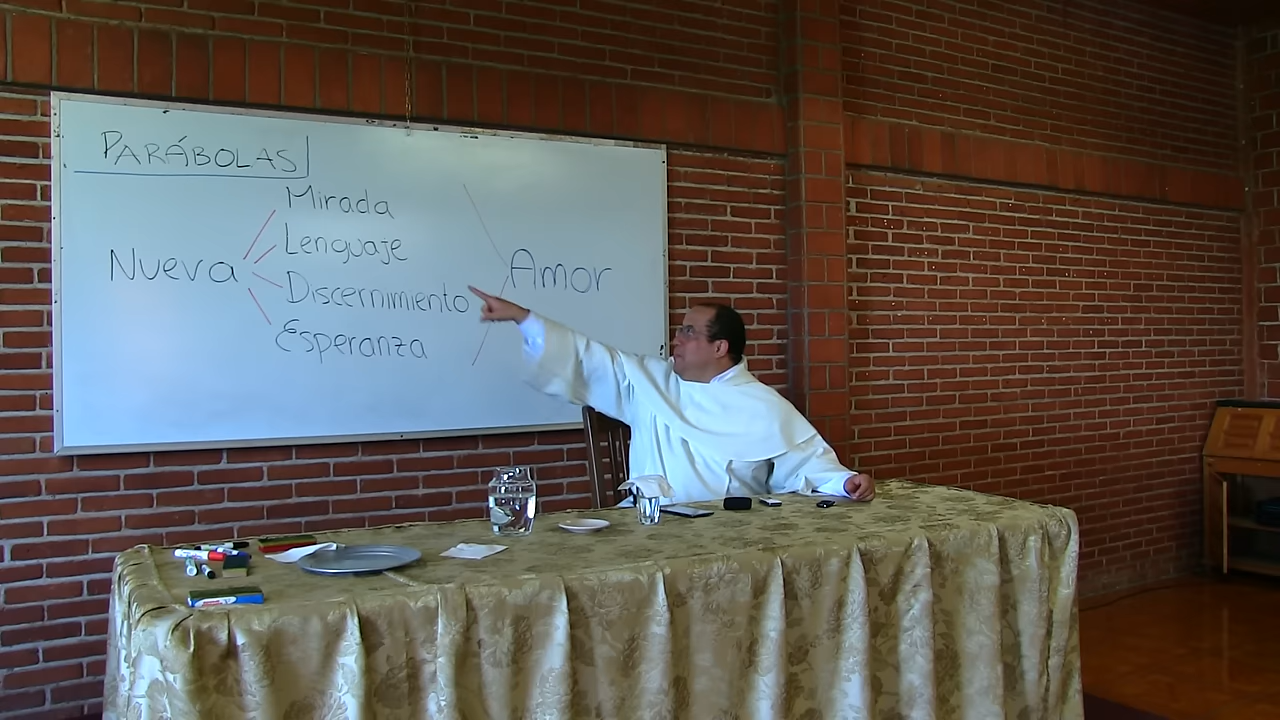 PARÁBOLAS
Nueva
Mirada
Lenguaje
Discernimiento
Esperanza
Amor